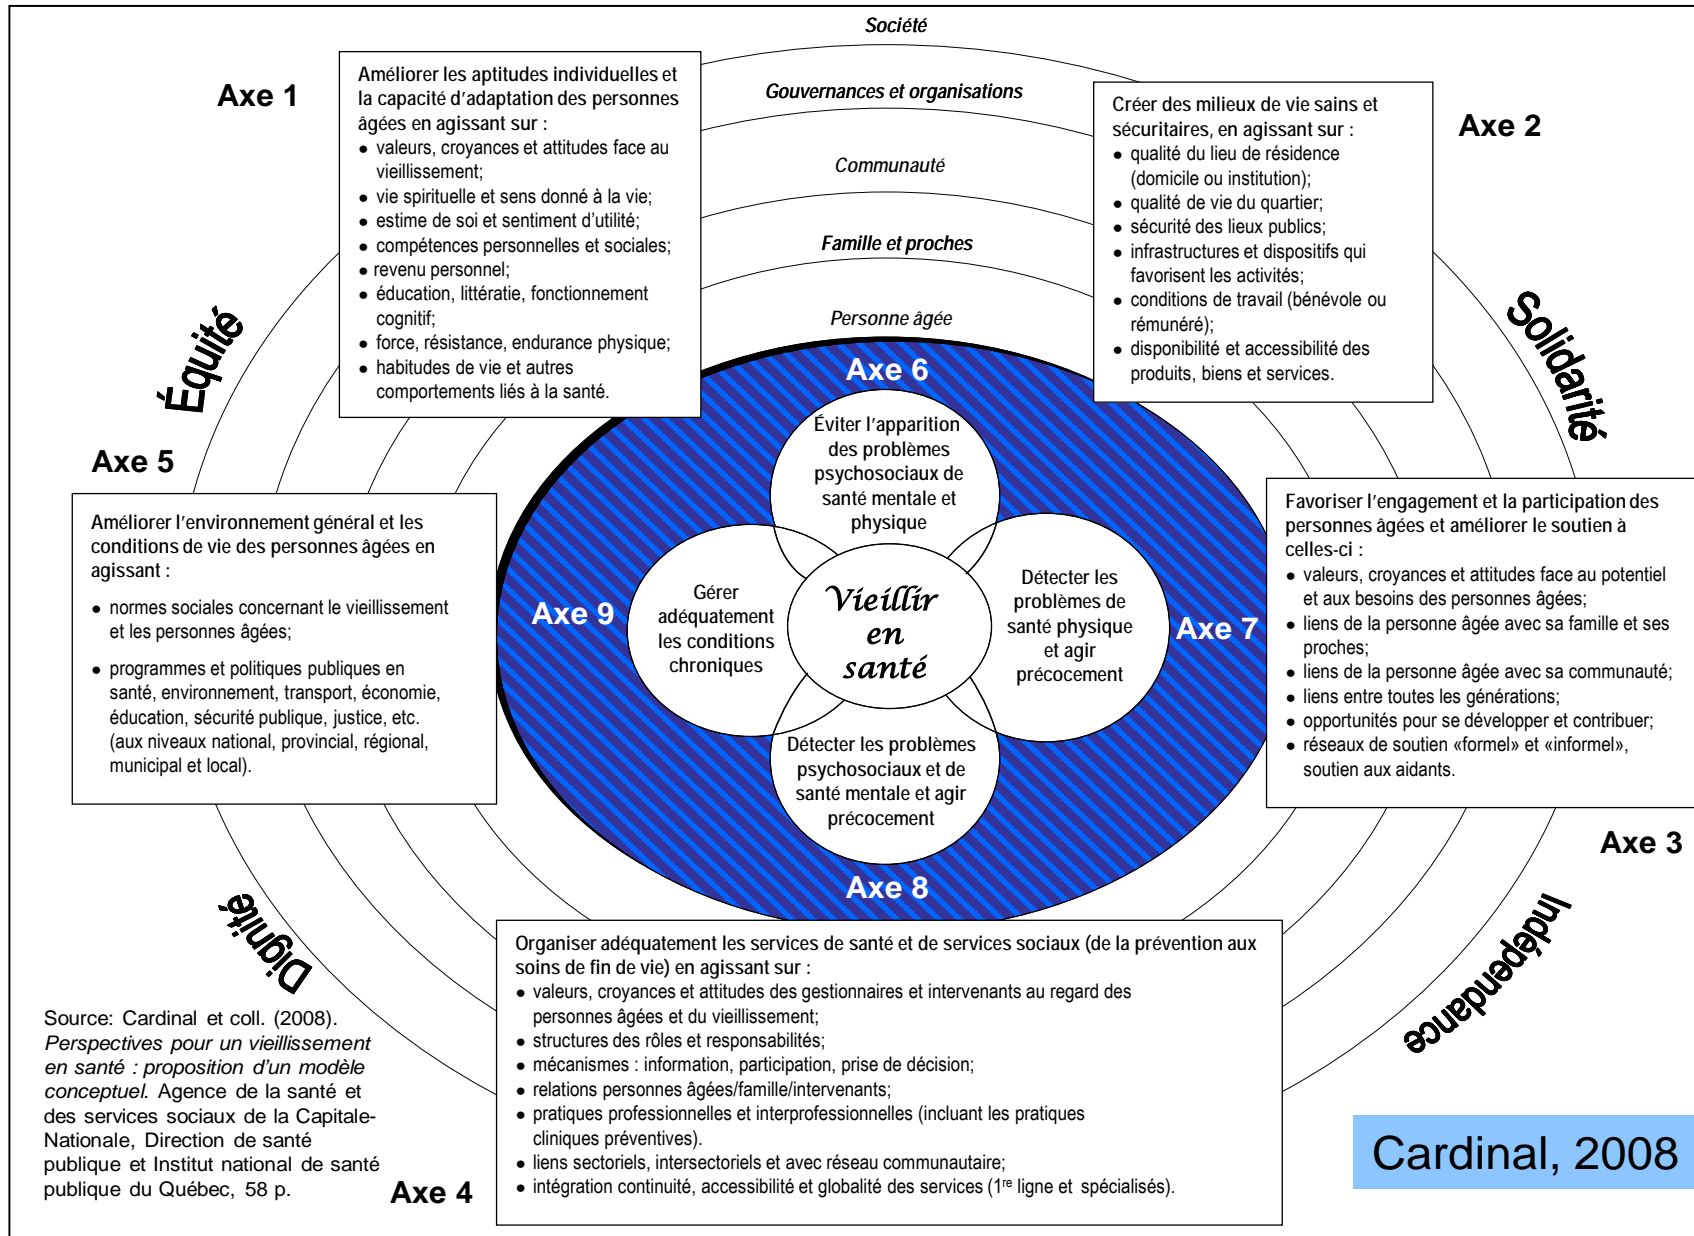 Société
Gouvernances et organisations
Communauté
Famille et proches
Personne âgée
Axe 1
Améliorer les aptitudes individuelles et
la capacité d'adaptation des personnes
âgées en agissant sur :
● valeurs, croyances et attitudes face au
vieillissement;
● vie spirituelle et sens donné à la vie;
● estime de soi et sentiment d'utilité;
● compétences personnelles et sociales;
● revenu personnel;
● éducation, littératie, fonctionnement
cognitif;
● force, résistance, endurance physique;
● habitudes de vie et autres
comportements liés à la santé.
Axe 2
Créer des milieux de vie sains et
sécuritaires, en agissant sur :
● qualité du lieu de résidence
(domicile ou institution);
● qualité de vie du quartier;
● sécurité des lieux publics;
● infrastructures et dispositifs qui
favorisent les activités;
● conditions de travail (bénévole ou
rémunéré);
● disponibilité et accessibilité des
produits, biens et services.
Équité
Solidarité
Axe 5
Améliorer l'environnement général et les
conditions de vie des personnes âgées en
agissant :
● normes sociales concernant le vieillissement
et les personnes âgées;
● programmes et politiques publiques en
santé, environnement, transport, économie,
éducation, sécurité publique, justice, etc.
(aux niveaux national, provincial, régional,
municipal et local).
Axe 6
Éviter l'apparition
des problèmes
psychosociaux de
santé mentale et
physique
Axe 9
Gérer
adéquatement
les conditions
chroniques
Vieillir
en
santé
Détecter les
problèmes de
santé physique
et agir
précocement
Axe 7
Détecter les problèmes
psychosociaux et de
santé mentale et agir
précocement
Axe 8
Favoriser l'engagement et la participation des
personnes âgées et améliorer le soutien à
celles-ci :
● valeurs, croyances et attitudes face au potentiel
et aux besoins des personnes âgées;
● liens de la personne âgée avec sa famille et ses
proches;
● liens de la personne âgée avec sa communauté;
● liens entre toutes les générations;
● opportunités pour se développer et contribuer;
● réseaux de soutien «formel» et «informel»,
soutien aux aidants.
Axe 3
Dignité
Indépendance
Organiser adéquatement les services de santé et de services sociaux (de la prévention aux
soins de fin de vie) en agissant sur :
● valeurs, croyances et attitudes des gestionnaires et intervenants au regard des
personnes âgées et du vieillissement;
● structures des rôles et responsabilités;
● mécanismes : information, participation, prise de décision;
● relations personnes âgées/famille/intervenants;
● pratiques professionnelles et interprofessionnelles (incluant les pratiques
cliniques préventives).
● liens sectoriels, intersectoriels et avec réseau communautaire;
● intégration continuité, accessibilité et globalité des services (1re ligne et spécialisés).
Axe 4
Source: Cardinal et coll. (2008).
Perspectives pour un vieillissement
en santé : proposition d'un modèle
conceptuel. Agence de la santé et
des services sociaux de la Capitale-
Nationale, Direction de santé
publique et Institut national de santé
publique du Québec, 58 p.
Cardinal, 2008